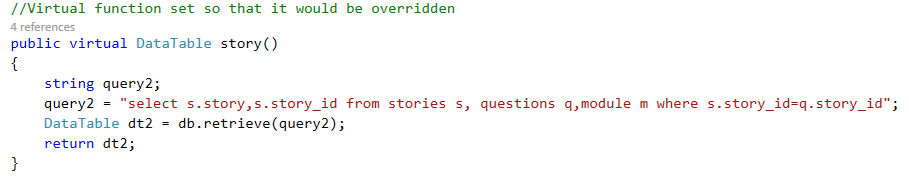 //Virtual function set so that it would be overridden
4 references
public virtual DataTable story()
{
    string query2;
    query2 = "select s.story,s.story_id from stories s, questions q,module m where s.story_id=q.story_id";
    DataTable dt2 = db.retrieve(query2);
    return dt2;
}